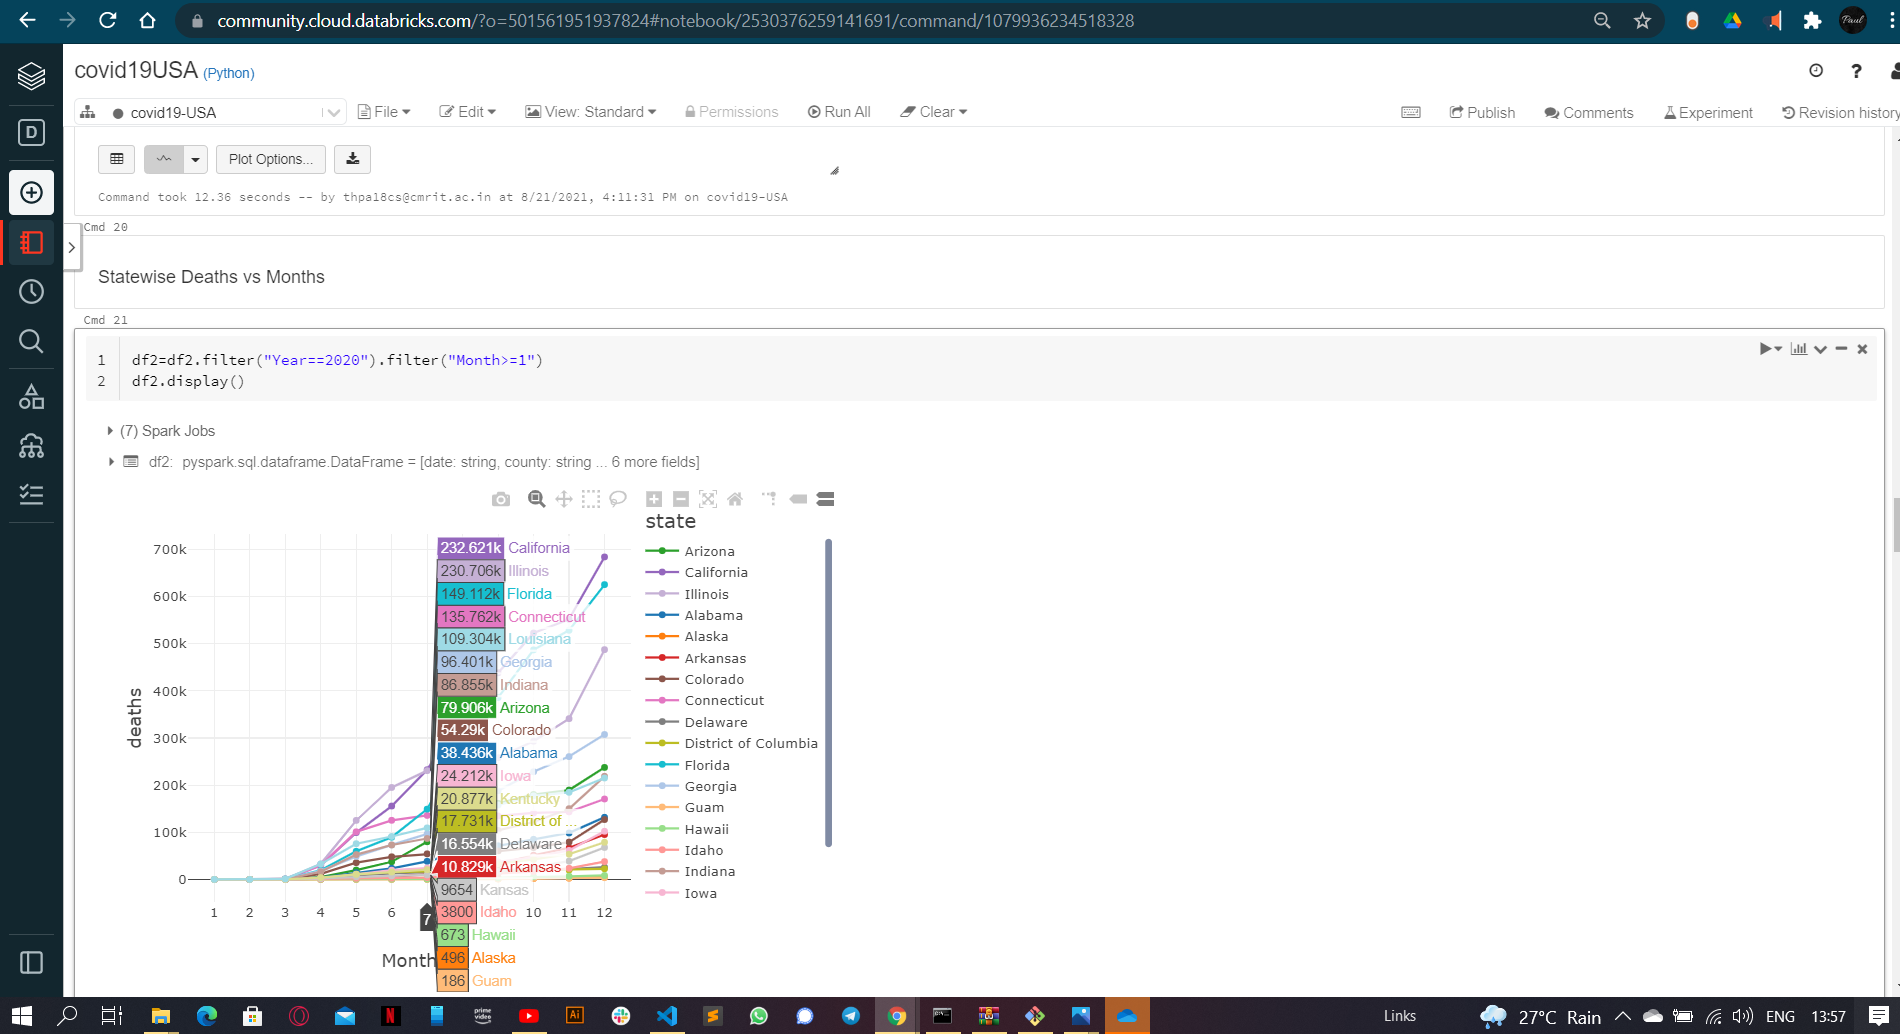 community.cloud.databricks.com/?o=501561951937824#notebook/2530376259141691/command/1079936234518328
covid19USA (Python)
covid19-USA
File
Edit
View: Standard
Permissions
Run All
Clear
Publish
Comments
Experiment
Revision history
D
Plot Options...
Command took 12.36 seconds -- by thpa18cs@cmrit.ac.in at 8/21/2021, 4:11:31 PM on covid19-USA
Cmd 20
Statewise Deaths vs Months
Cmd 21
1 df2=df2.filter("Year==2020").filter("Month>=1")
2 df2.display()
(7) Spark Jobs
df2: pyspark.sql.dataframe.DataFrame = [date: string, county: string ... 6 more fields]
deaths
700k
600k
500k
400k
300k
200k
100k
0
232.621k California
230.706k Illinois
149.112k Florida
135.762k Connecticut
109.304k Louisiana
96.401k Georgia
86.855k Indiana
79.906k Arizona
54.29k Colorado
38.436k Alabama
24.212k Iowa
20.877k Kentucky
17.731k District of ...
16.554k Delaware
10.829k Arkansas
9654 Kansas
3800 Idaho
673 Hawaii
496 Alaska
186 Guam
1 2 3 4 5 6 7 10 11 12
Month
state
Arizona
California
Illinois
Alabama
Alaska
Arkansas
Colorado
Connecticut
Delaware
District of Columbia
Florida
Georgia
Guam
Hawaii
Idaho
Indiana
Iowa
Links
27°C Rain
ENG
13:57